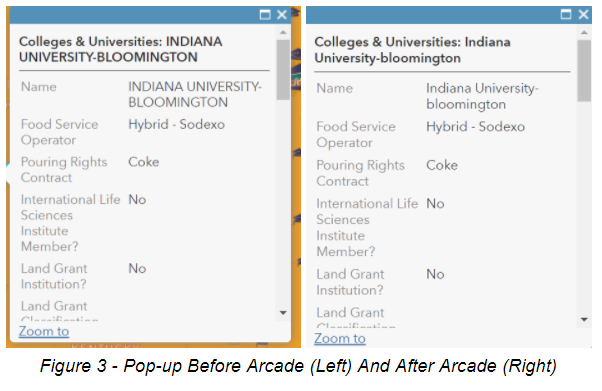 Colleges & Universities: INDIANA
UNIVERSITY-BLOOMINGTON
Name INDIANA UNIVERSITY-
BLOOMINGTON
Food Service Hybrid - Sodexo
Operator
Pouring Rights Coke
Contract
International Life No
Sciences
Institute
Member?
Land Grant No
Institution?
Land Grant
Classification
Zoom to
Colleges & Universities: Indiana
University-bloomington
Name Indiana University-
bloomington
Food Service Hybrid - Sodexo
Operator
Pouring Rights Coke
Contract
International Life No
Sciences
Institute
Member?
Land Grant No
Institution?
Land Grant
Classification
Zoom to
Figure 3 - Pop-up Before Arcade (Left) And After Arcade (Right)